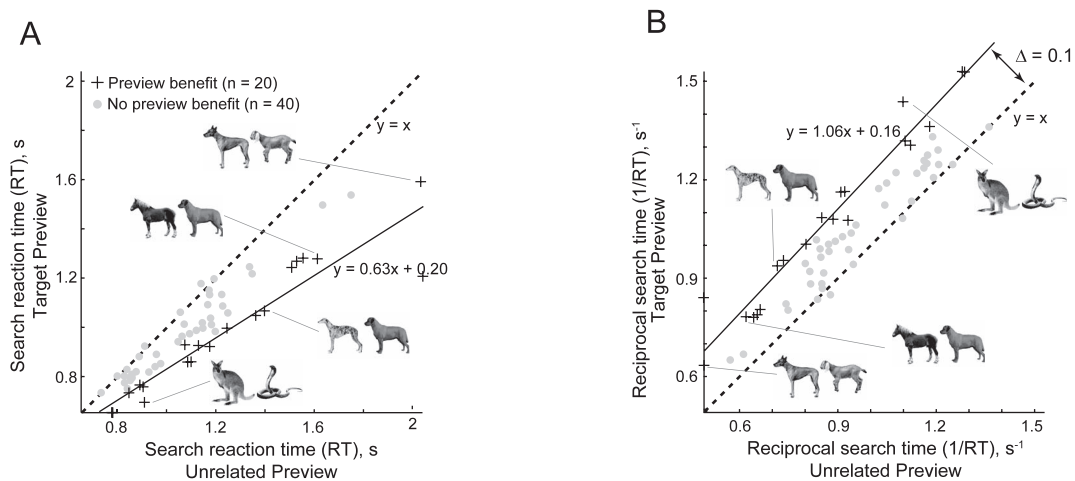 A
Search reaction time (RT), s
Target Preview
2
1.6
1.2
0.8
+ Preview benefit (n = 20)
No preview benefit (n = 40)
y = x
y = 0.63x + 0.20
0.8
1.2
1.6
2
Search reaction time (RT), s
Unrelated Preview
B
Reciprocal search time (1/RT), s⁻¹
Target Preview
1.5
1.2
0.9
0.6
Δ = 0.1
y = x
y = 1.06x + 0.16
0.6
0.9
1.2
1.5
Reciprocal search time (1/RT), s⁻¹
Unrelated Preview